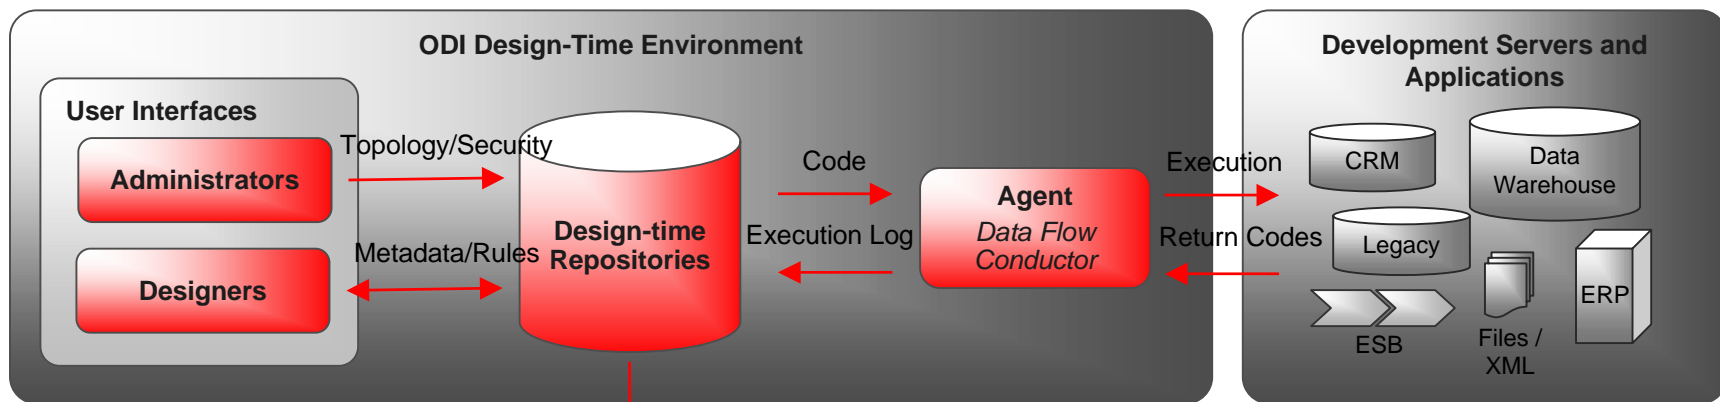 ODI Design-Time Environment
User Interfaces
Administrators
Designers
Topology/Security
Metadata/Rules
Design-time
Repositories
Code
Execution Log
Agent
Data Flow
Conductor
Execution
Return Codes
Development Servers and
Applications
CRM
Data
Warehouse
Legacy
ESB
Files /
XML
ERP